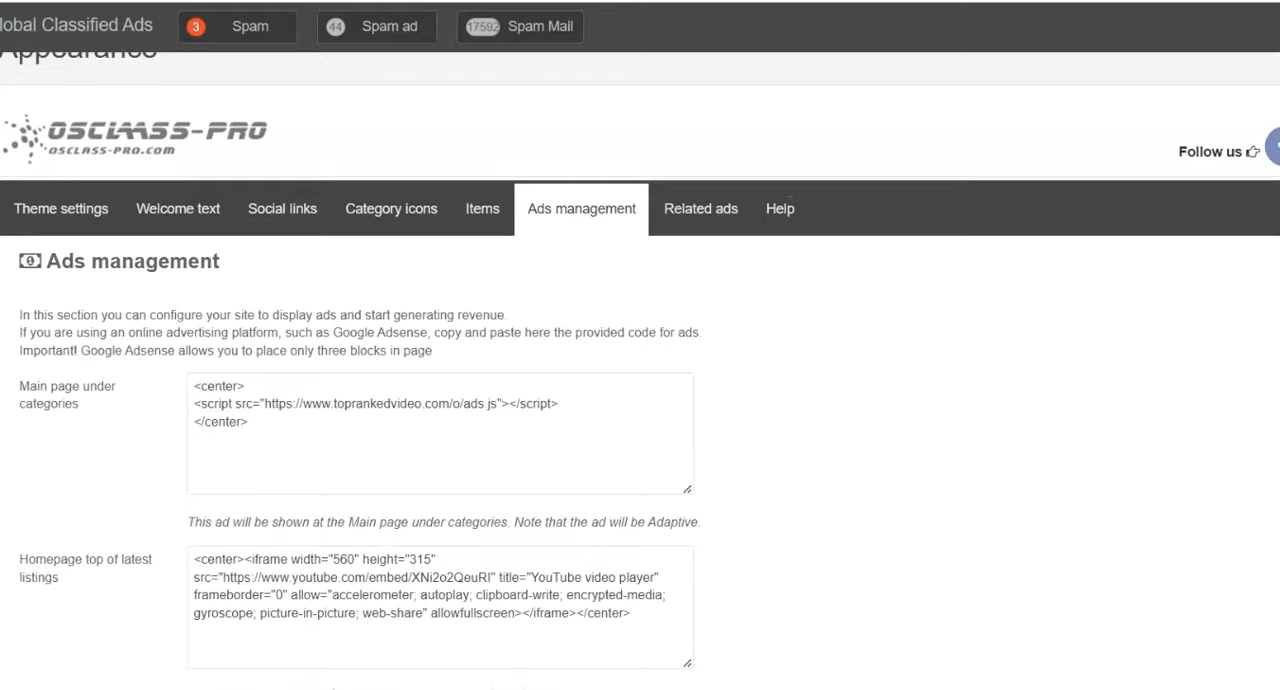 lobal Classified Ads 3 Spam 44 Spam ad 17592 Spam Mail
Appearance
OSCLASS-PRO
OSCLASS-PRO.COM
Follow us
Theme settings Welcome text Social links Category icons Items Ads management Related ads Help
Ads management
In this section you can configure your site to display ads and start generating revenue.
If you are using an online advertising platform, such as Google Adsense, copy and paste here the provided code for ads.
Important! Google Adsense allows you to place only three blocks in page
Main page under
categories
<center>
<script src="https://www.toprankedvideo.com/o/ads.js"></script>
</center>
This ad will be shown at the Main page under categories. Note that the ad will be Adaptive.
Homepage top of latest
listings
<center><iframe width="560" height="315"
src="https://www.youtube.com/embed/XNi2o2QeuRI" title="YouTube video player"
frameborder="0" allow="accelerometer; autoplay; clipboard-write; encrypted-media;
gyroscope; picture-in-picture; web-share" allowfullscreen></iframe></center>